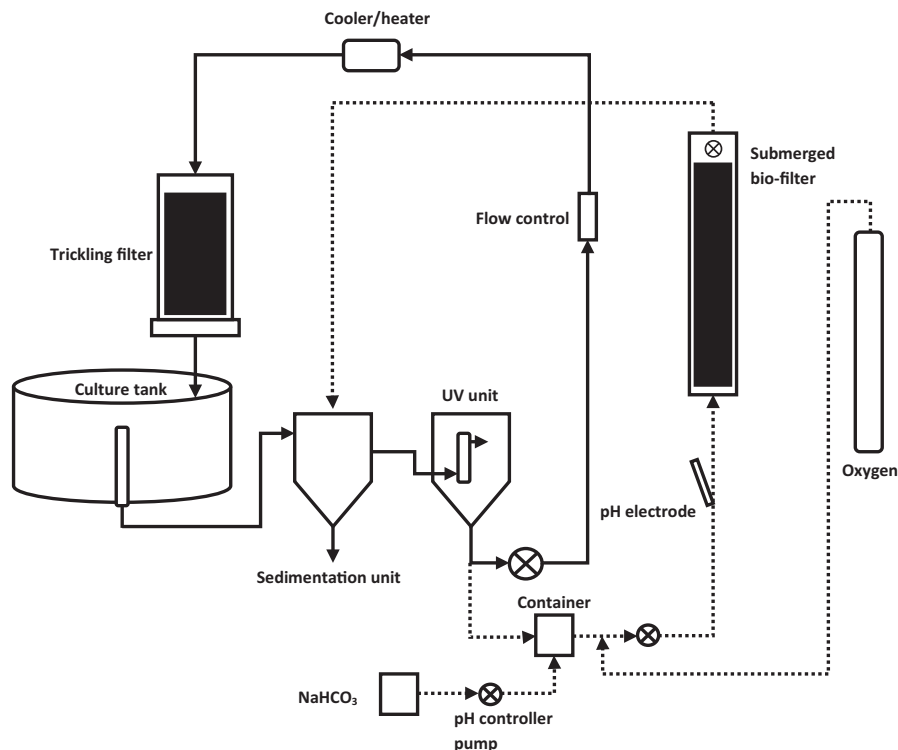 Cooler/heater
Submerged
bio-filter
Flow control
Trickling filter
Culture tank
UV unit
Oxygen
pH electrode
Sedimentation unit
Container
NaHCO₃
pH controller
pump